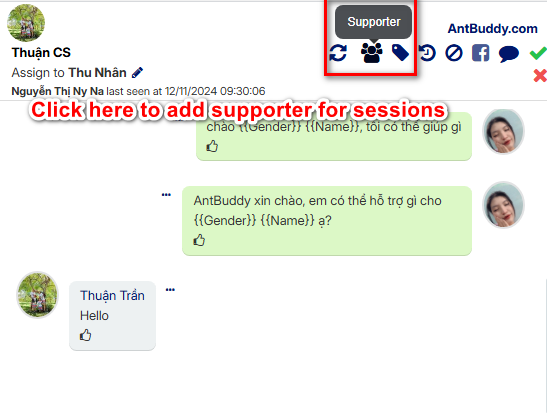 Supporter
AntBuddy.com
Thuận CS
Assign to Thu Nhân
Nguyễn Thị Ny Na last seen at 12/11/2024 09:30:06
Click here to add supporter for sessions
chào {{Gender}} {{Name}}, tôi có thể giúp gì
AntBuddy xin chào, em có thể hỗ trợ gì cho
{{Gender}} {{Name}} ạ?
Thuận Trần
Hello